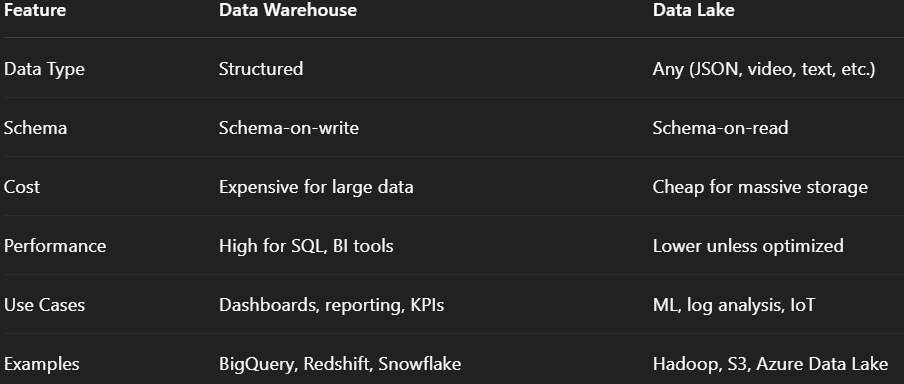 Feature Data Warehouse Data Lake
Data Type Structured Any (JSON, video, text, etc.)
Schema Schema-on-write Schema-on-read
Cost Expensive for large data Cheap for massive storage
Performance High for SQL, BI tools Lower unless optimized
Use Cases Dashboards, reporting, KPIs ML, log analysis, IoT
Examples BigQuery, Redshift, Snowflake Hadoop, S3, Azure Data Lake